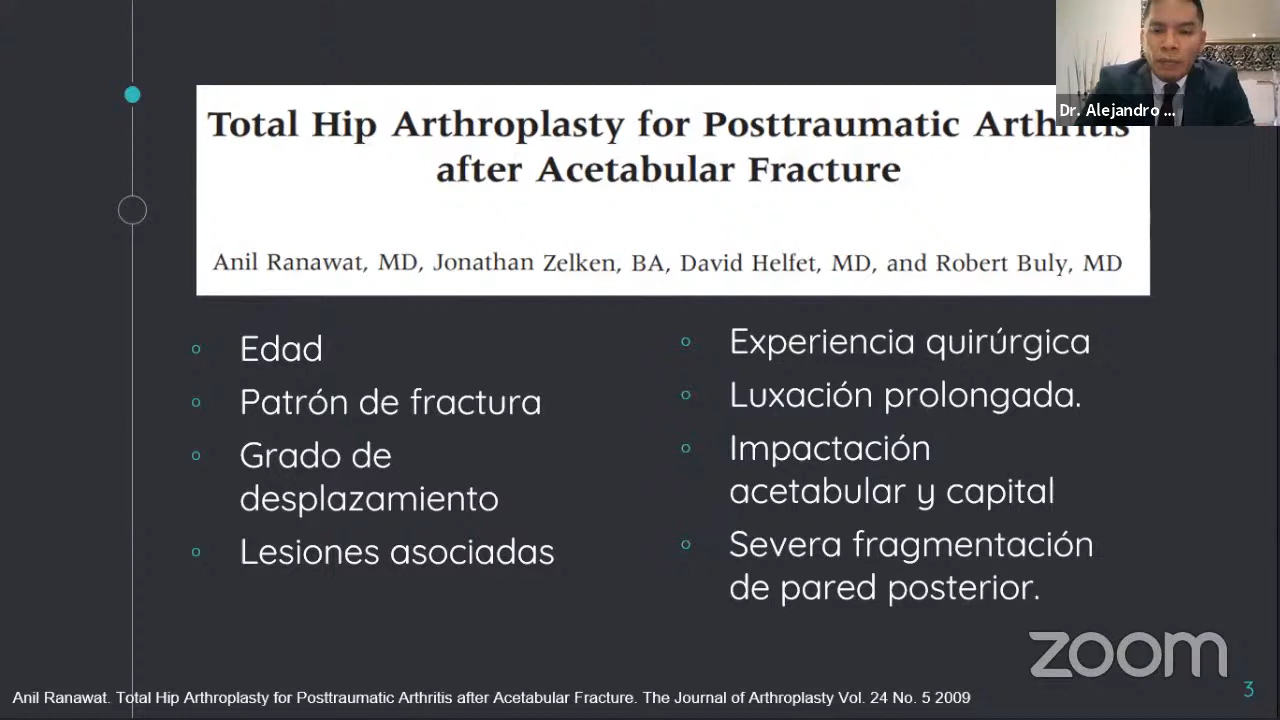 Dr. Alejandro ...
Total Hip Arthroplasty for Posttraumatic Arthritis
after Acetabular Fracture
Anil Ranawat, MD, Jonathan Zelken, BA, David Helfet, MD, and Robert Buly, MD
Edad
Patrón de fractura
Grado de
desplazamiento
Lesiones asociadas
Experiencia quirúrgica
Luxación prolongada.
Impactación
acetabular y capital
Severa fragmentación
de pared posterior.
zoom
Anil Ranawat. Total Hip Arthroplasty for Posttraumatic Arthritis after Acetabular Fracture. The Journal of Arthroplasty Vol. 24 No. 5 2009
3